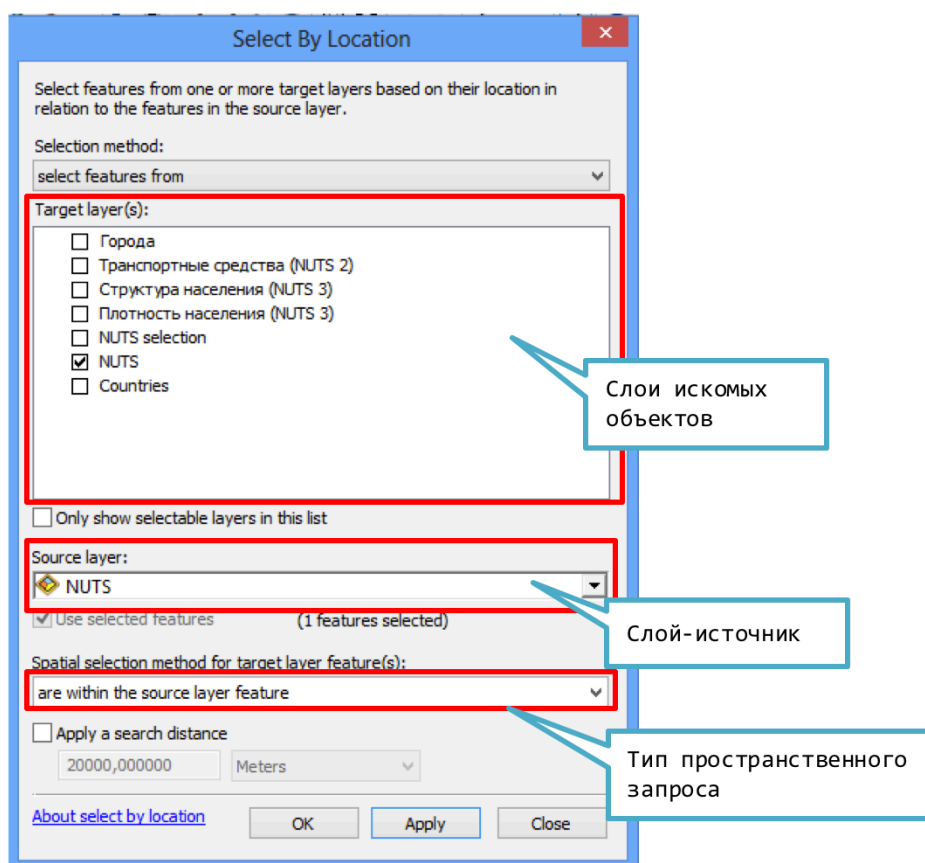 Select By Location
Select features from one or more target layers based on their location in
relation to the features in the source layer.
Selection method:
select features from
Target layer(s):
Города
Транспортные средства (NUTS 2)
Структура населения (NUTS 3)
Плотность населения (NUTS 3)
NUTS selection
NUTS
Countries
Слои искомых
объектов
Only show selectable layers in this list
Source layer:
NUTS
Use selected features (1 features selected)
Слой-источник
Spatial selection method for target layer feature(s):
are within the source layer feature
Apply a search distance
20000,000000 Meters
Тип пространственного
запроса
About select by location OK Apply Close